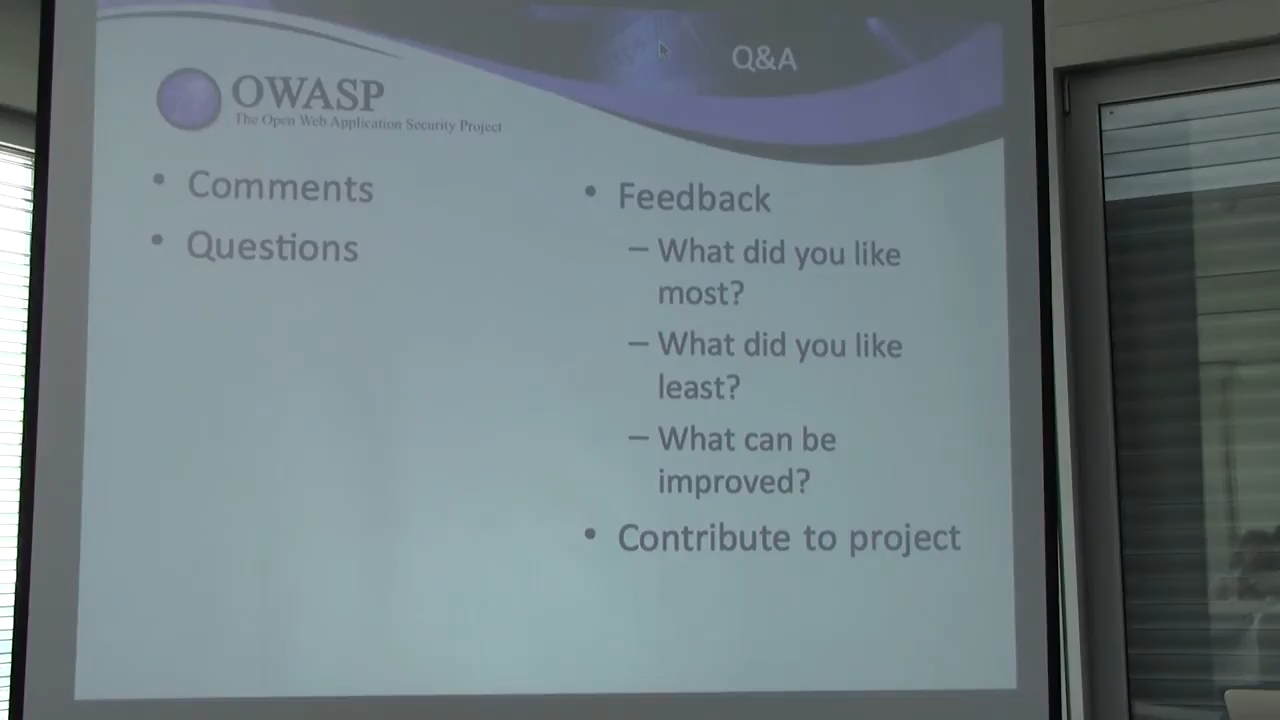 Q&A
OWASP
The Open Web Application Security Project
• Comments
• Questions
• Feedback
– What did you like
most?
– What did you like
least?
– What can be
improved?
• Contribute to project